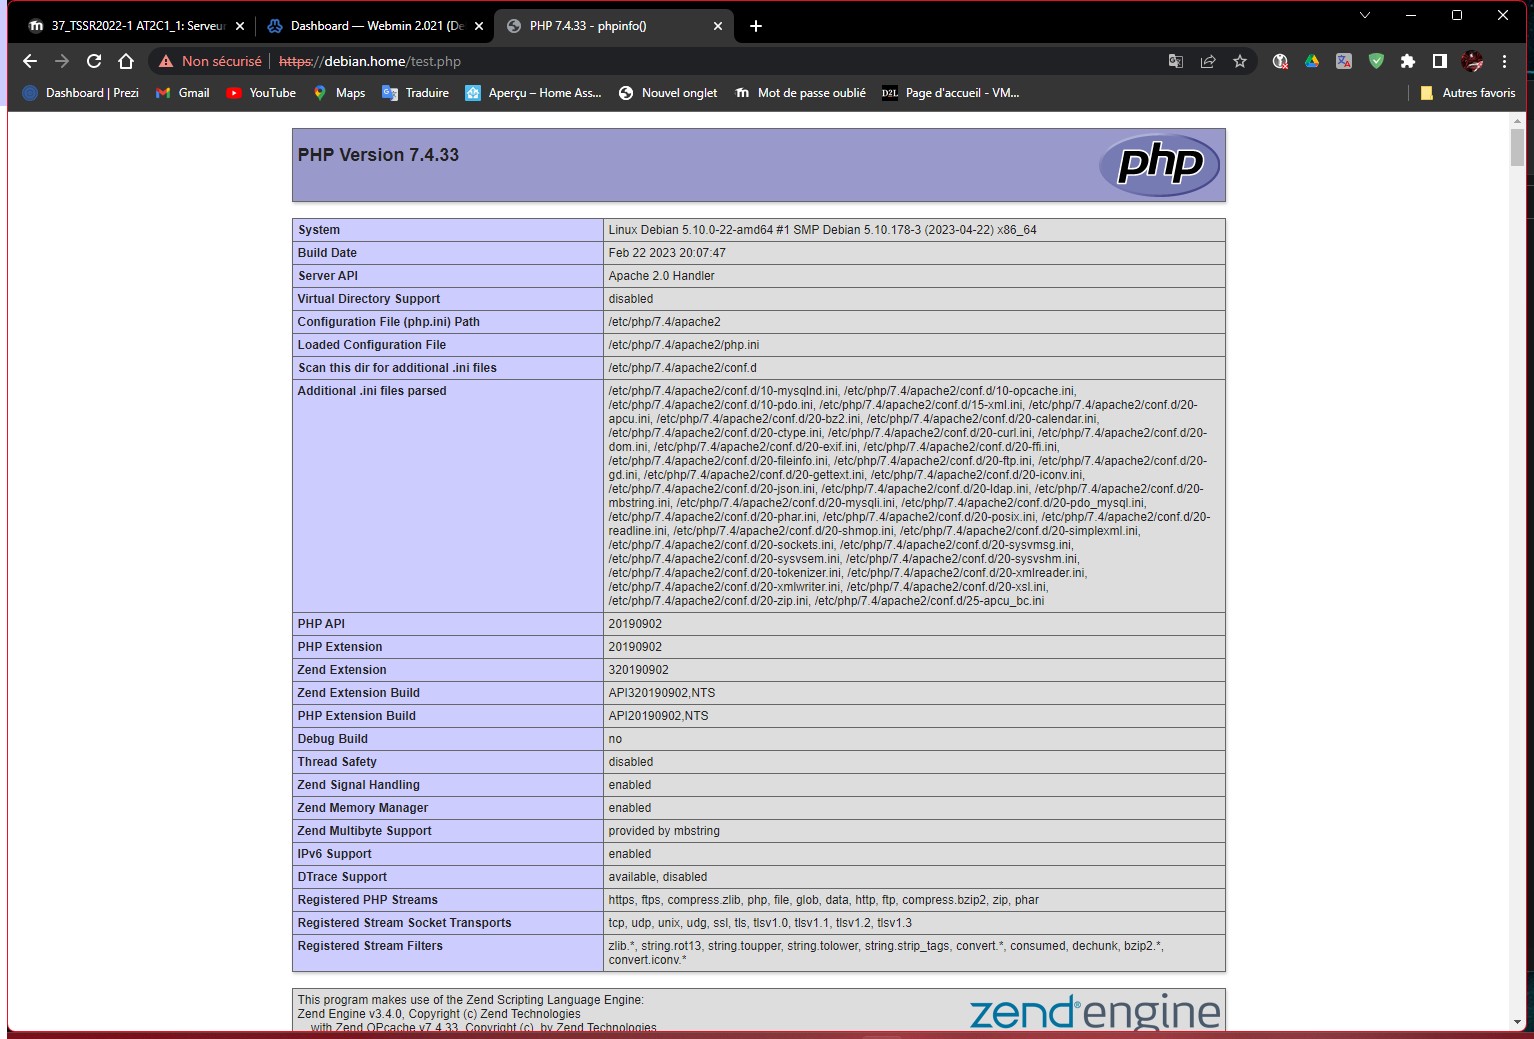 37_TSSR2022-1 AT2C1_1: Serveur
Dashboard — Webmin 2.021 (De
PHP 7.4.33 - phpinfo()
Non sécurisé
https://debian.home/test.php
Dashboard | Prezi
Gmail
YouTube
Maps
Traduire
Aperçu – Home Ass...
Nouvel onglet
Mot de passe oublié
D2L
Page d'accueil - VM...
Autres favoris
PHP Version 7.4.33
php
System Linux Debian 5.10.0-22-amd64 #1 SMP Debian 5.10.178-3 (2023-04-22) x86_64
Build Date Feb 22 2023 20:07:47
Server API Apache 2.0 Handler
Virtual Directory Support disabled
Configuration File (php.ini) Path /etc/php/7.4/apache2
Loaded Configuration File /etc/php/7.4/apache2/php.ini
Scan this dir for additional .ini files /etc/php/7.4/apache2/conf.d
Additional .ini files parsed /etc/php/7.4/apache2/conf.d/10-mysqlnd.ini, /etc/php/7.4/apache2/conf.d/10-opcache.ini,
/etc/php/7.4/apache2/conf.d/10-pdo.ini, /etc/php/7.4/apache2/conf.d/15-xml.ini, /etc/php/7.4/apache2/conf.d/20-
apcu.ini, /etc/php/7.4/apache2/conf.d/20-bz2.ini, /etc/php/7.4/apache2/conf.d/20-calendar.ini,
/etc/php/7.4/apache2/conf.d/20-ctype.ini, /etc/php/7.4/apache2/conf.d/20-curl.ini, /etc/php/7.4/apache2/conf.d/20-
dom.ini, /etc/php/7.4/apache2/conf.d/20-exif.ini, /etc/php/7.4/apache2/conf.d/20-ffi.ini,
/etc/php/7.4/apache2/conf.d/20-fileinfo.ini, /etc/php/7.4/apache2/conf.d/20-ftp.ini, /etc/php/7.4/apache2/conf.d/20-
gd.ini, /etc/php/7.4/apache2/conf.d/20-gettext.ini, /etc/php/7.4/apache2/conf.d/20-iconv.ini,
/etc/php/7.4/apache2/conf.d/20-json.ini, /etc/php/7.4/apache2/conf.d/20-ldap.ini, /etc/php/7.4/apache2/conf.d/20-
mbstring.ini, /etc/php/7.4/apache2/conf.d/20-mysqli.ini, /etc/php/7.4/apache2/conf.d/20-pdo_mysql.ini,
/etc/php/7.4/apache2/conf.d/20-phar.ini, /etc/php/7.4/apache2/conf.d/20-posix.ini, /etc/php/7.4/apache2/conf.d/20-
readline.ini, /etc/php/7.4/apache2/conf.d/20-shmop.ini, /etc/php/7.4/apache2/conf.d/20-simplexml.ini,
/etc/php/7.4/apache2/conf.d/20-sockets.ini, /etc/php/7.4/apache2/conf.d/20-sysvmsg.ini,
/etc/php/7.4/apache2/conf.d/20-sysvsem.ini, /etc/php/7.4/apache2/conf.d/20-sysvshm.ini,
/etc/php/7.4/apache2/conf.d/20-tokenizer.ini, /etc/php/7.4/apache2/conf.d/20-xmlreader.ini,
/etc/php/7.4/apache2/conf.d/20-xmlwriter.ini, /etc/php/7.4/apache2/conf.d/20-xsl.ini,
/etc/php/7.4/apache2/conf.d/20-zip.ini, /etc/php/7.4/apache2/conf.d/25-apcu_bc.ini
PHP API 20190902
PHP Extension 20190902
Zend Extension 320190902
Zend Extension Build API320190902,NTS
PHP Extension Build API20190902,NTS
Debug Build no
Thread Safety disabled
Zend Signal Handling enabled
Zend Memory Manager enabled
Zend Multibyte Support provided by mbstring
IPv6 Support enabled
DTrace Support available, disabled
Registered PHP Streams https, ftps, compress.zlib, php, file, glob, data, http, ftp, compress.bzip2, zip, phar
Registered Stream Socket Transports tcp, udp, unix, udg, ssl, tls, tlsv1.0, tlsv1.1, tlsv1.2, tlsv1.3
Registered Stream Filters zlib.*, string.rot13, string.toupper, string.tolower, string.strip_tags, convert.*, consumed, dechunk, bzip2.*,
convert.iconv.*
This program makes use of the Zend Scripting Language Engine:
Zend Engine v3.4.0, Copyright (c) Zend Technologies
with Zend OPcache v7.4.33, Copyright (c), by Zend Technologies
zend®engine